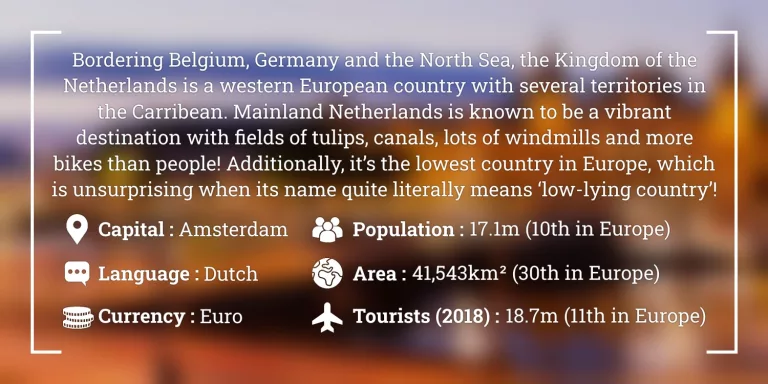 Bordering Belgium, Germany and the North Sea, the Kingdom of the
Netherlands is a western European country with several territories in
the Carribean. Mainland Netherlands is known to be a vibrant
destination with fields of tulips, canals, lots of windmills and more
bikes than people! Additionally, it’s the lowest country in Europe, which
is unsurprising when its name quite literally means ‘low-lying country’!
Capital : Amsterdam
Population : 17.1m (10th in Europe)
Language : Dutch
Area : 41,543km² (30th in Europe)
Currency : Euro
Tourists (2018) : 18.7m (11th in Europe)